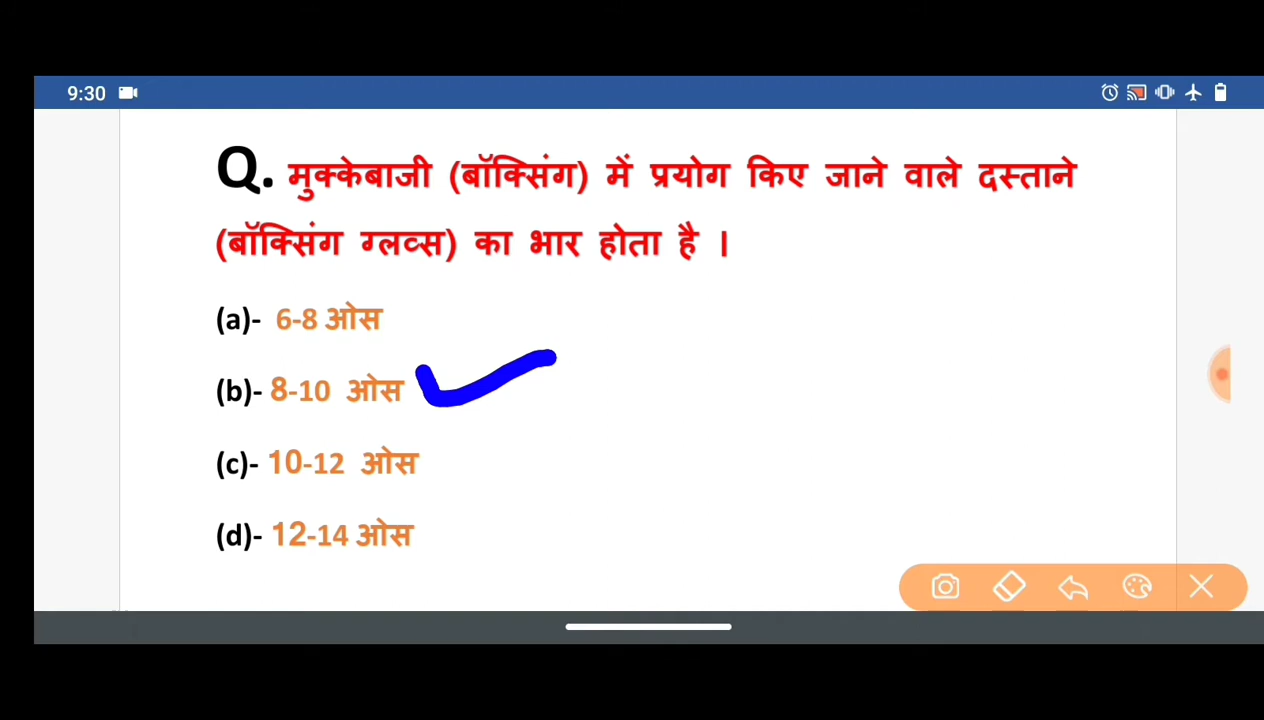 9:30
Q. मुक्केबाजी (बॉक्सिंग) में प्रयोग किए जाने वाले दस्ताने
(बॉक्सिंग ग्लव्स) का भार होता है ।
(a)- 6-8 ओस
(b)- 8-10 ओस
(c)- 10-12 ओस
(d)- 12-14 ओस